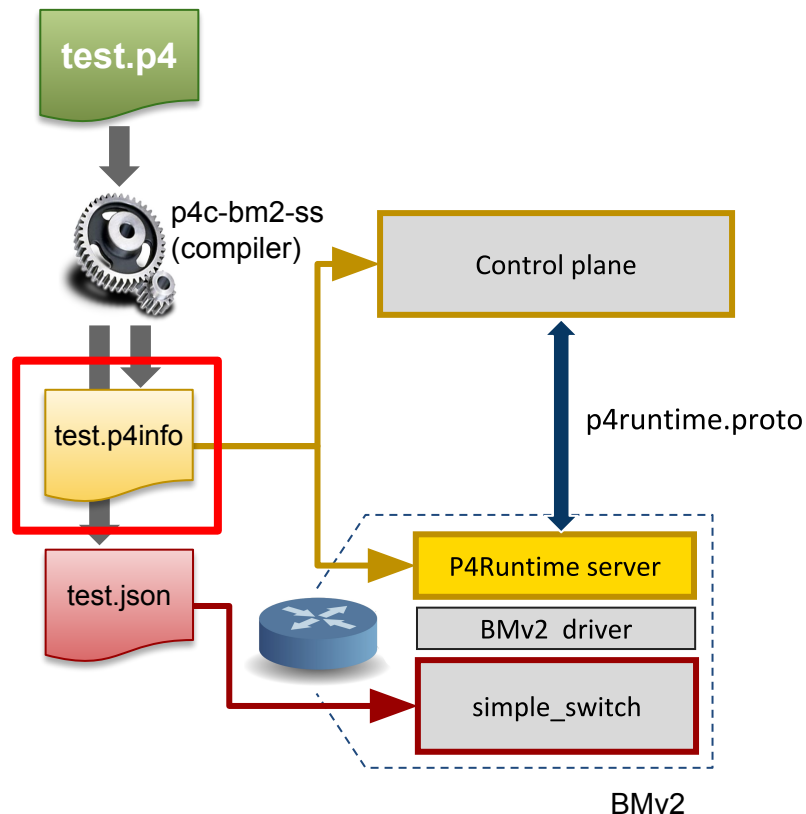 test.p4
p4c-bm2-ss
(compiler)
Control plane
test.p4info
p4runtime.proto
P4Runtime server
test.json
BMv2 driver
simple_switch
BMv2